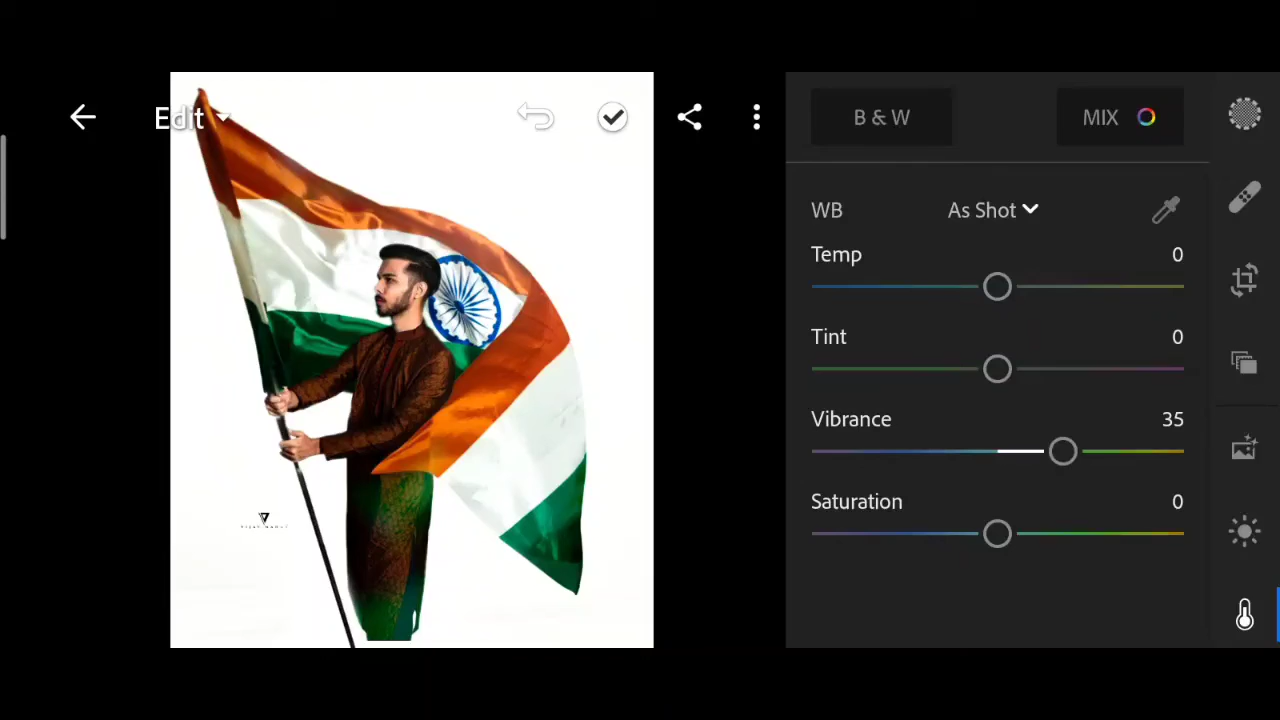 Edit
B & W
MIX
WB
As Shot
Temp
0
Tint
0
Vibrance
35
Saturation
0